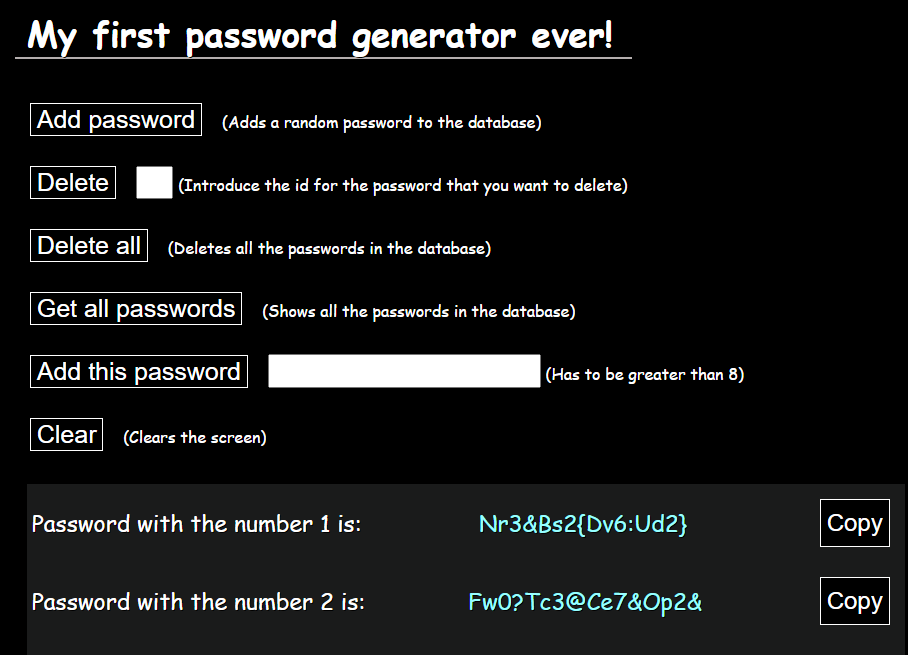 My first password generator ever!
Add password (Adds a random password to the database)
Delete (Introduce the id for the password that you want to delete)
Delete all (Deletes all the passwords in the database)
Get all passwords (Shows all the passwords in the database)
Add this password (Has to be greater than 8)
Clear (Clears the screen)
Password with the number 1 is: Nr3&Bs2{Dv6:Ud2} Copy
Password with the number 2 is: Fw0?Tc3@Ce7&Op2& Copy